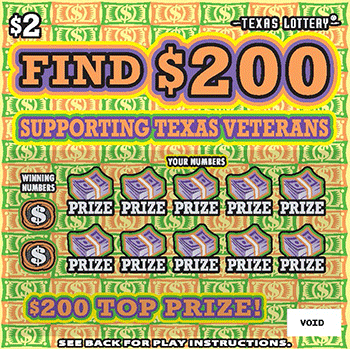 $2
TEXAS LOTTERY®
FIND $200
SUPPORTING TEXAS VETERANS
YOUR NUMBERS
WINNING
NUMBERS
PRIZE PRIZE PRIZE PRIZE PRIZE
$
PRIZE PRIZE PRIZE PRIZE PRIZE
$
$200 TOP PRIZE!
VOID
SEE BACK FOR PLAY INSTRUCTIONS.